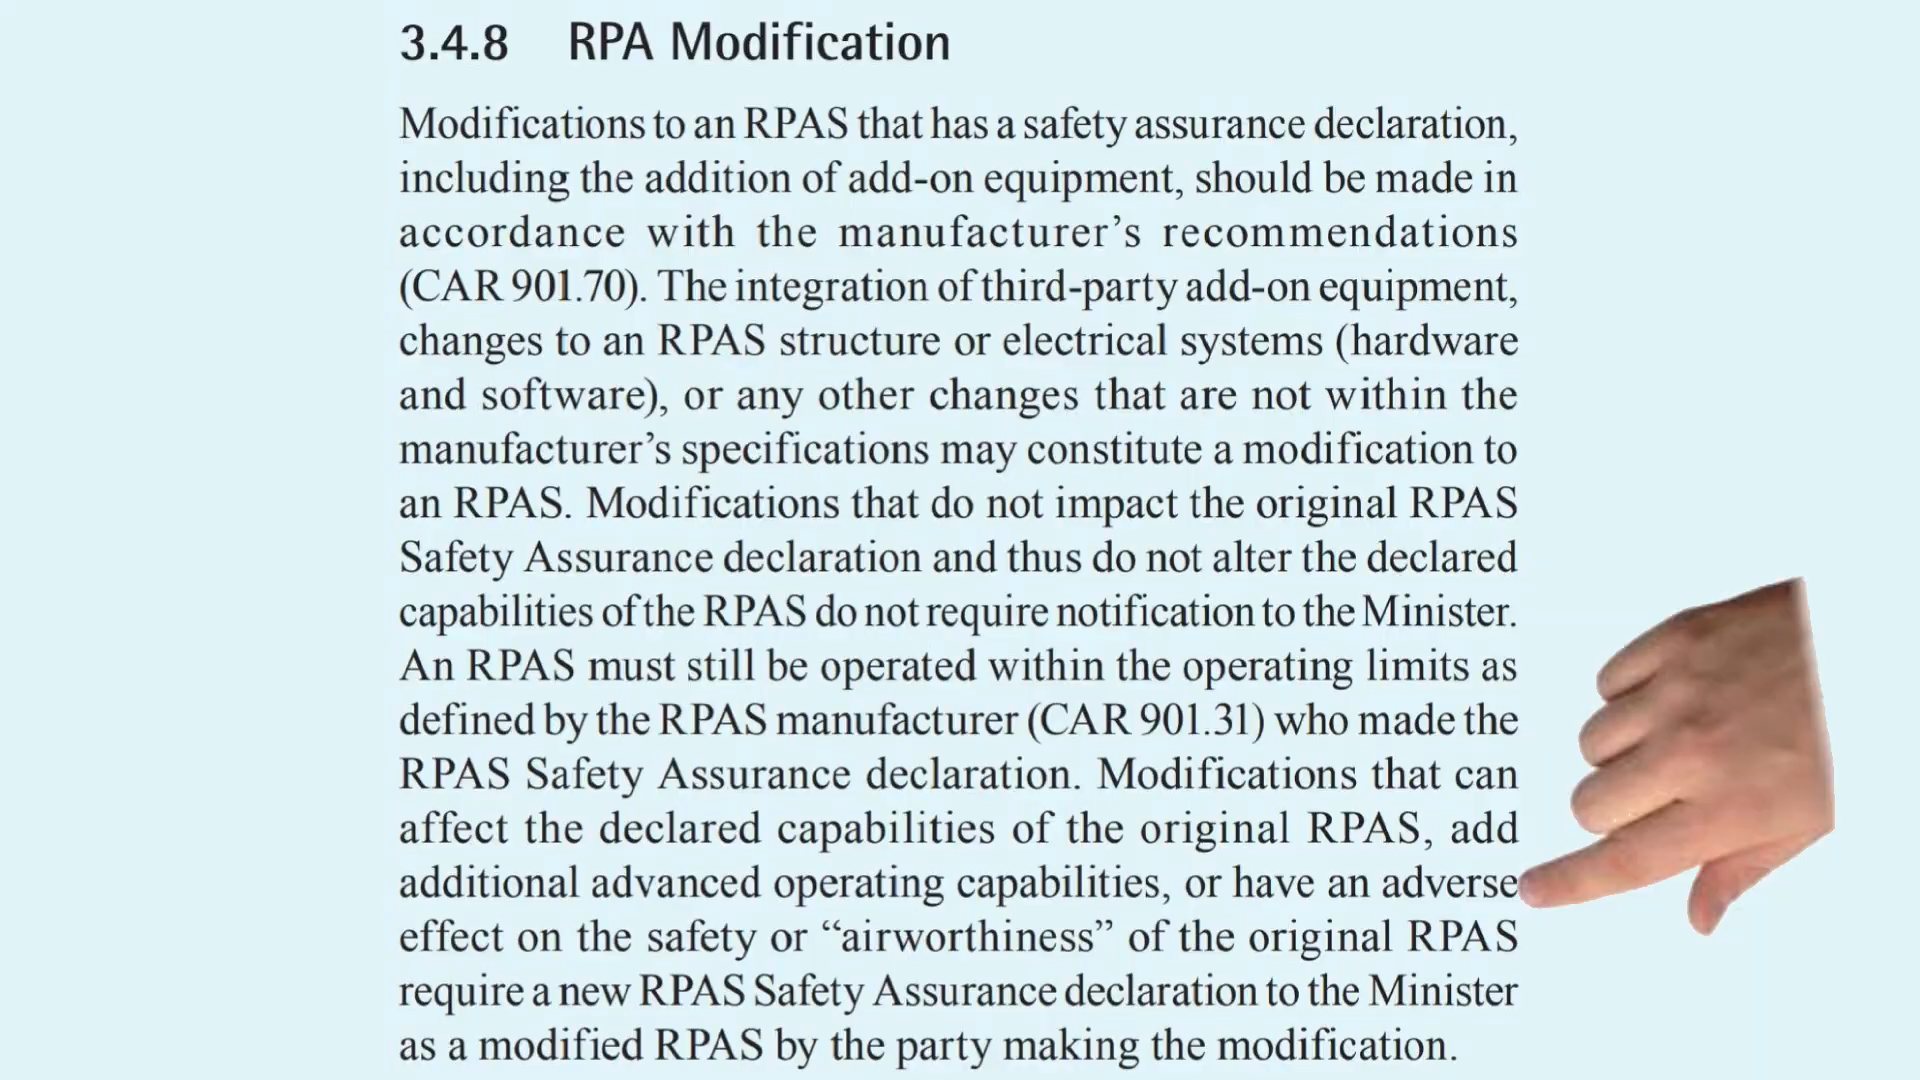 3.4.8 RPA Modification
Modifications to an RPAS that has a safety assurance declaration,
including the addition of add-on equipment, should be made in
accordance with the manufacturer’s recommendations
(CAR 901.70). The integration of third-party add-on equipment,
changes to an RPAS structure or electrical systems (hardware
and software), or any other changes that are not within the
manufacturer’s specifications may constitute a modification to
an RPAS. Modifications that do not impact the original RPAS
Safety Assurance declaration and thus do not alter the declared
capabilities of the RPAS do not require notification to the Minister.
An RPAS must still be operated within the operating limits as
defined by the RPAS manufacturer (CAR 901.31) who made the
RPAS Safety Assurance declaration. Modifications that can
affect the declared capabilities of the original RPAS, add
additional advanced operating capabilities, or have an adverse
effect on the safety or “airworthiness” of the original RPAS
require a new RPAS Safety Assurance declaration to the Minister
as a modified RPAS by the party making the modification.